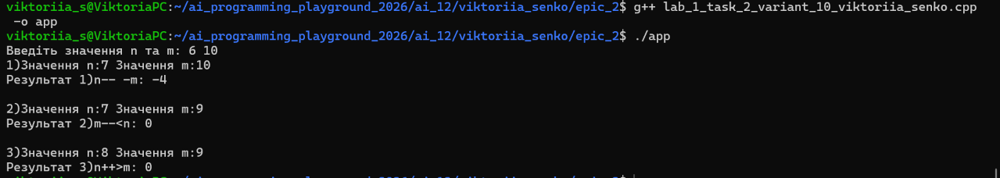 viktoriia_s@ViktoriaPC:~/ai_programming_playground_2026/ai_12/viktoriia_senko/epic_2$ g++ lab_1_task_2_variant_10_viktoriia_senko.cpp
 -o app
viktoriia_s@ViktoriaPC:~/ai_programming_playground_2026/ai_12/viktoriia_senko/epic_2$ ./app
Введіть значення n та m: 6 10
1)Значення n:7 Значення m:10
Результат 1)n-- -m: -4

2)Значення n:7 Значення m:9
Результат 2)m--<n: 0

3)Значення n:8 Значення m:9
Результат 3)n++>m: 0